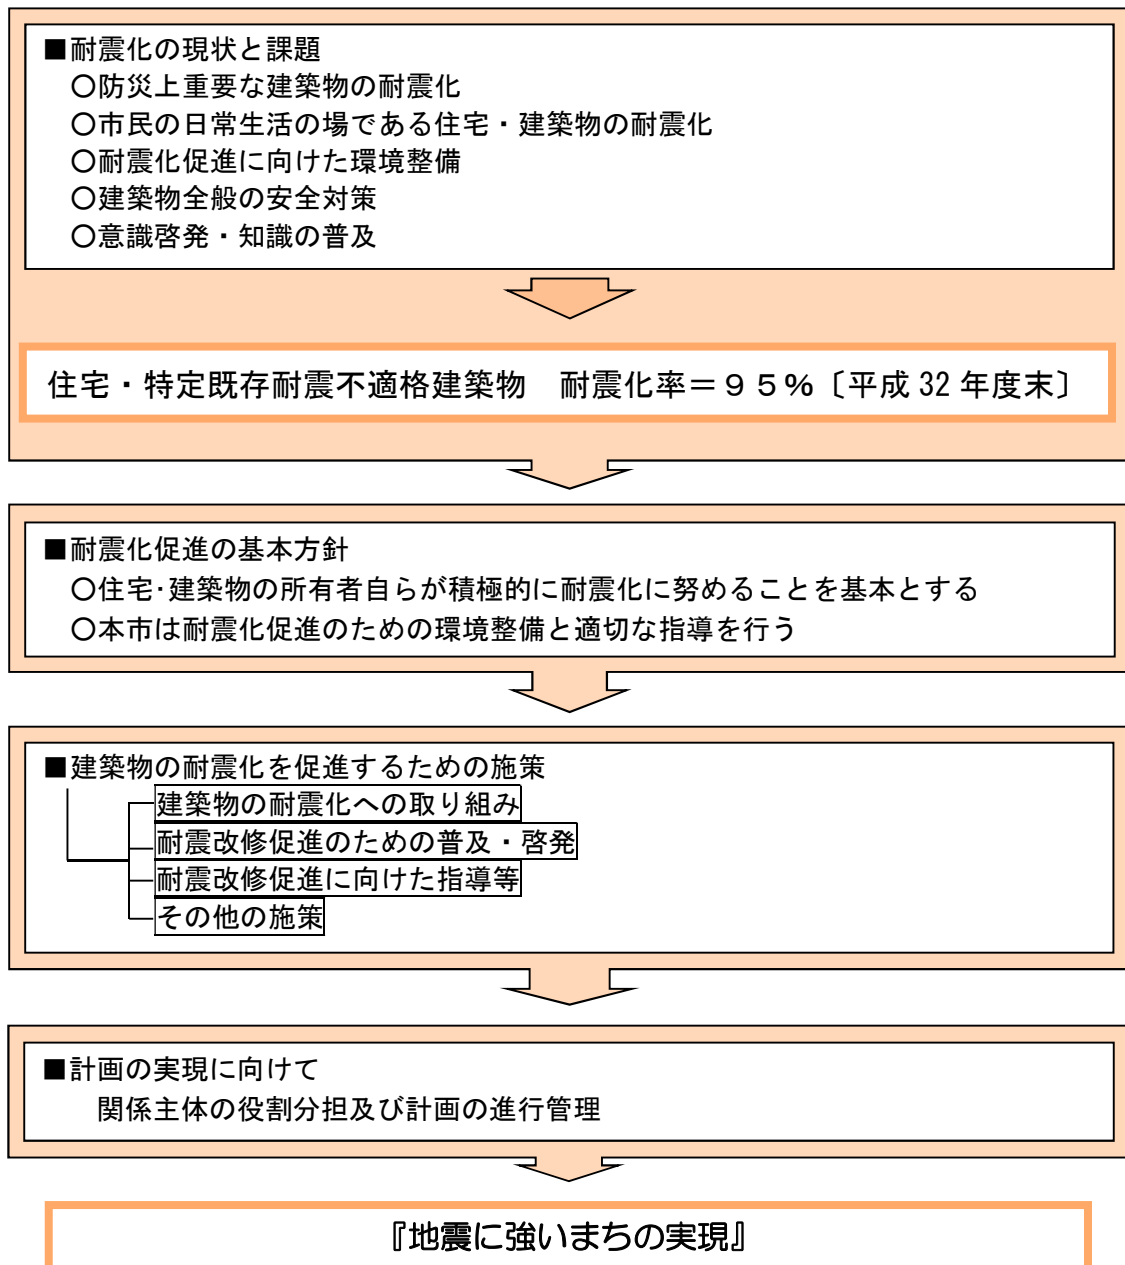 ■耐震化の現状と課題
〇防災上重要な建築物の耐震化
〇市民の日常生活の場である住宅・建築物の耐震化
〇耐震化促進に向けた環境整備
〇建築物全般の安全対策
〇意識啓発・知識の普及
住宅・特定既存耐震不適格建築物　耐震化率＝９５％〔平成 32 年度末〕
■耐震化促進の基本方針
〇住宅･建築物の所有者自らが積極的に耐震化に努めることを基本とする
〇本市は耐震化促進のための環境整備と適切な指導を行う
■建築物の耐震化を促進するための施策
建築物の耐震化への取り組み
耐震改修促進のための普及・啓発
耐震改修促進に向けた指導等
その他の施策
■計画の実現に向けて
関係主体の役割分担及び計画の進行管理
『地震に強いまちの実現』